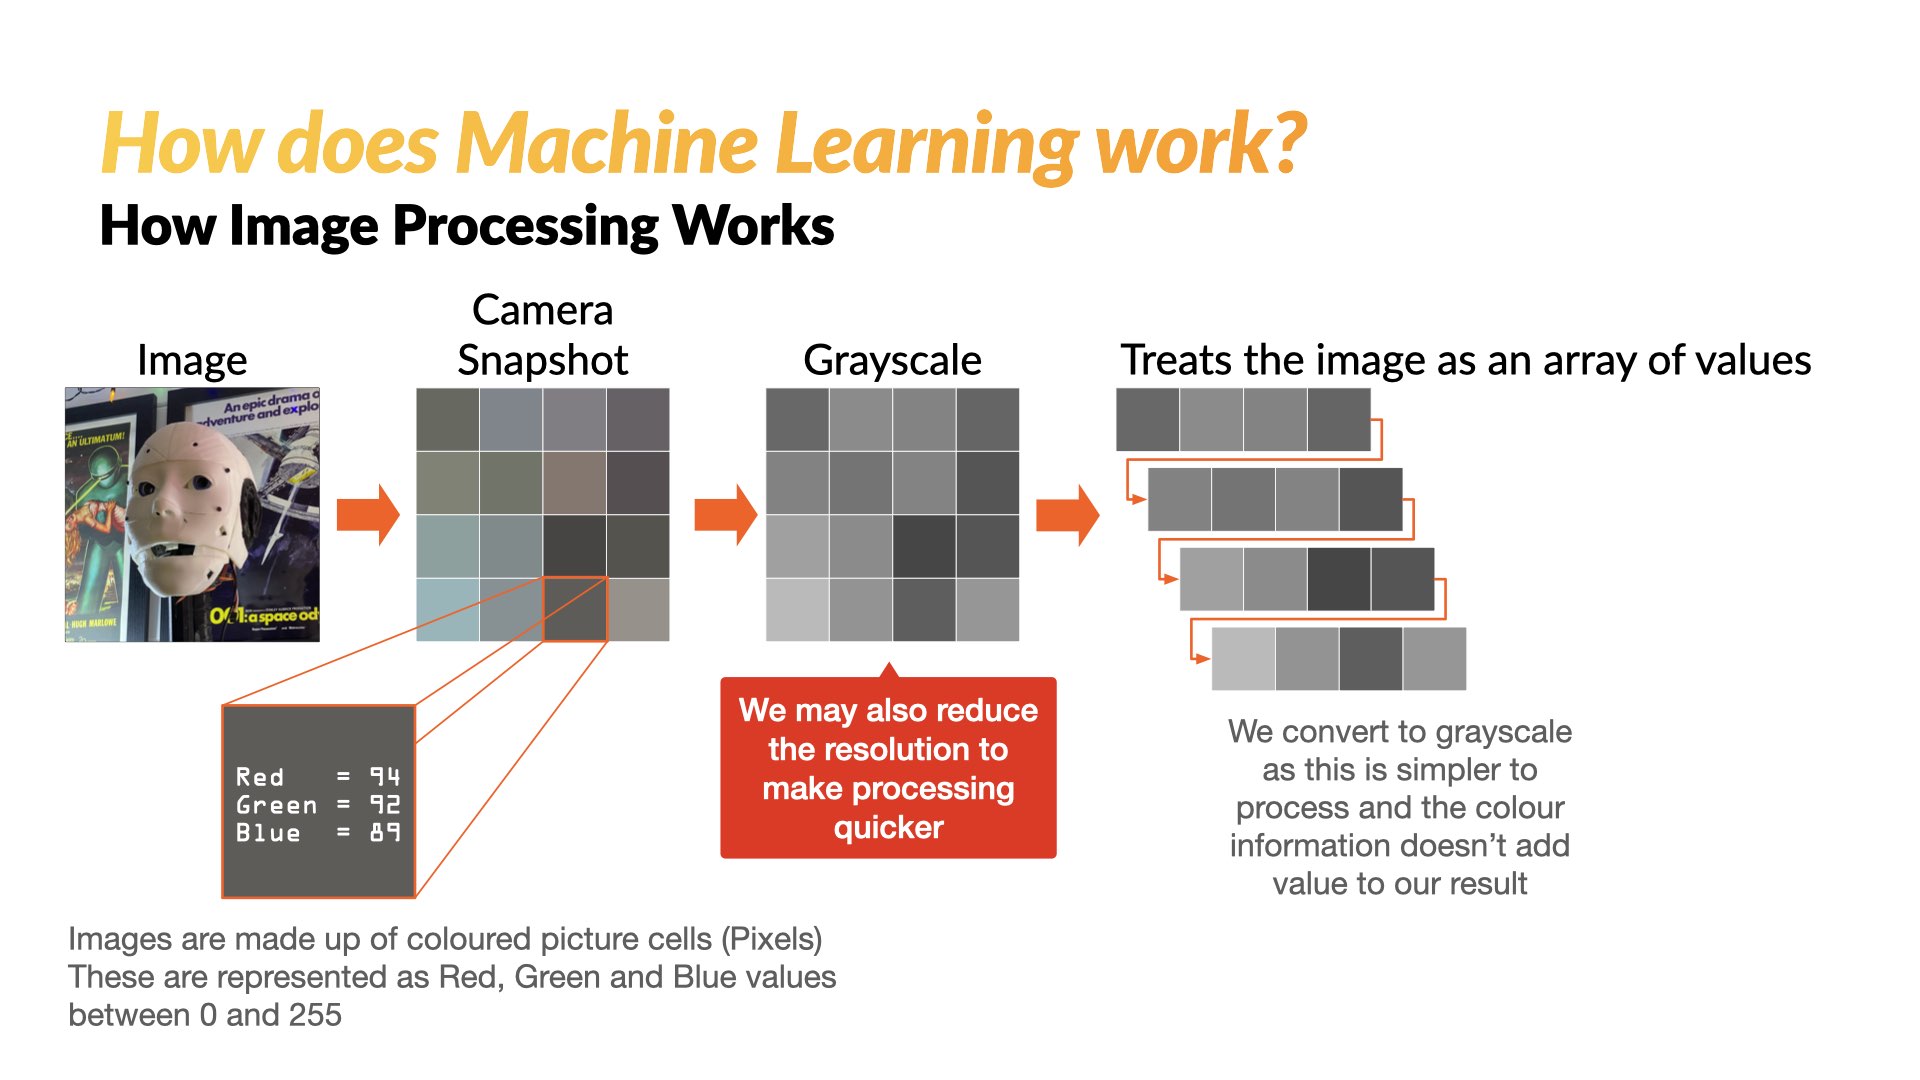 How does Machine Learning work?
How Image Processing Works
Image
Camera
Snapshot
Grayscale
Treats the image as an array of values
An epic drama o
dventure and explo
AN ULTIMATUM!
HUGH MARLOWE
:a space od
Red = 94
Green = 92
Blue = 89
We may also reduce
the resolution to
make processing
quicker
We convert to grayscale
as this is simpler to
process and the colour
information doesn’t add
value to our result
Images are made up of coloured picture cells (Pixels)
These are represented as Red, Green and Blue values
between 0 and 255